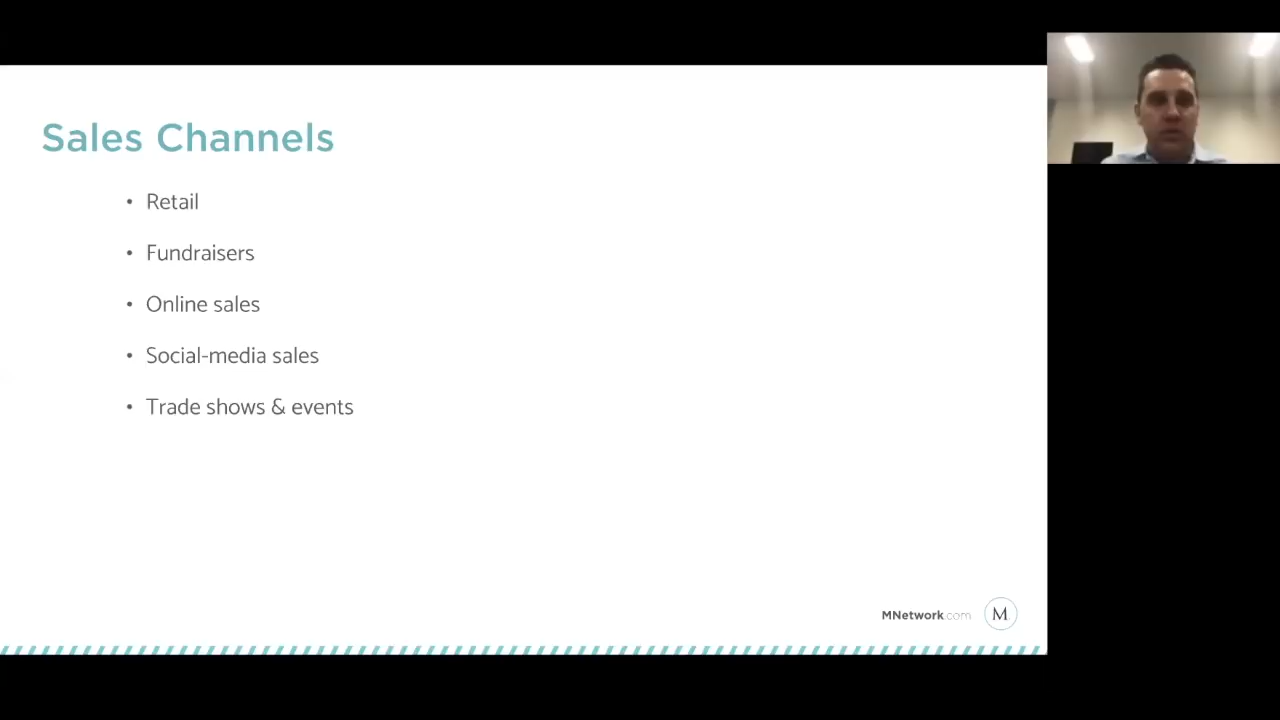 Sales Channels
• Retail
• Fundraisers
• Online sales
• Social-media sales
• Trade shows & events
MNetwork.com
M